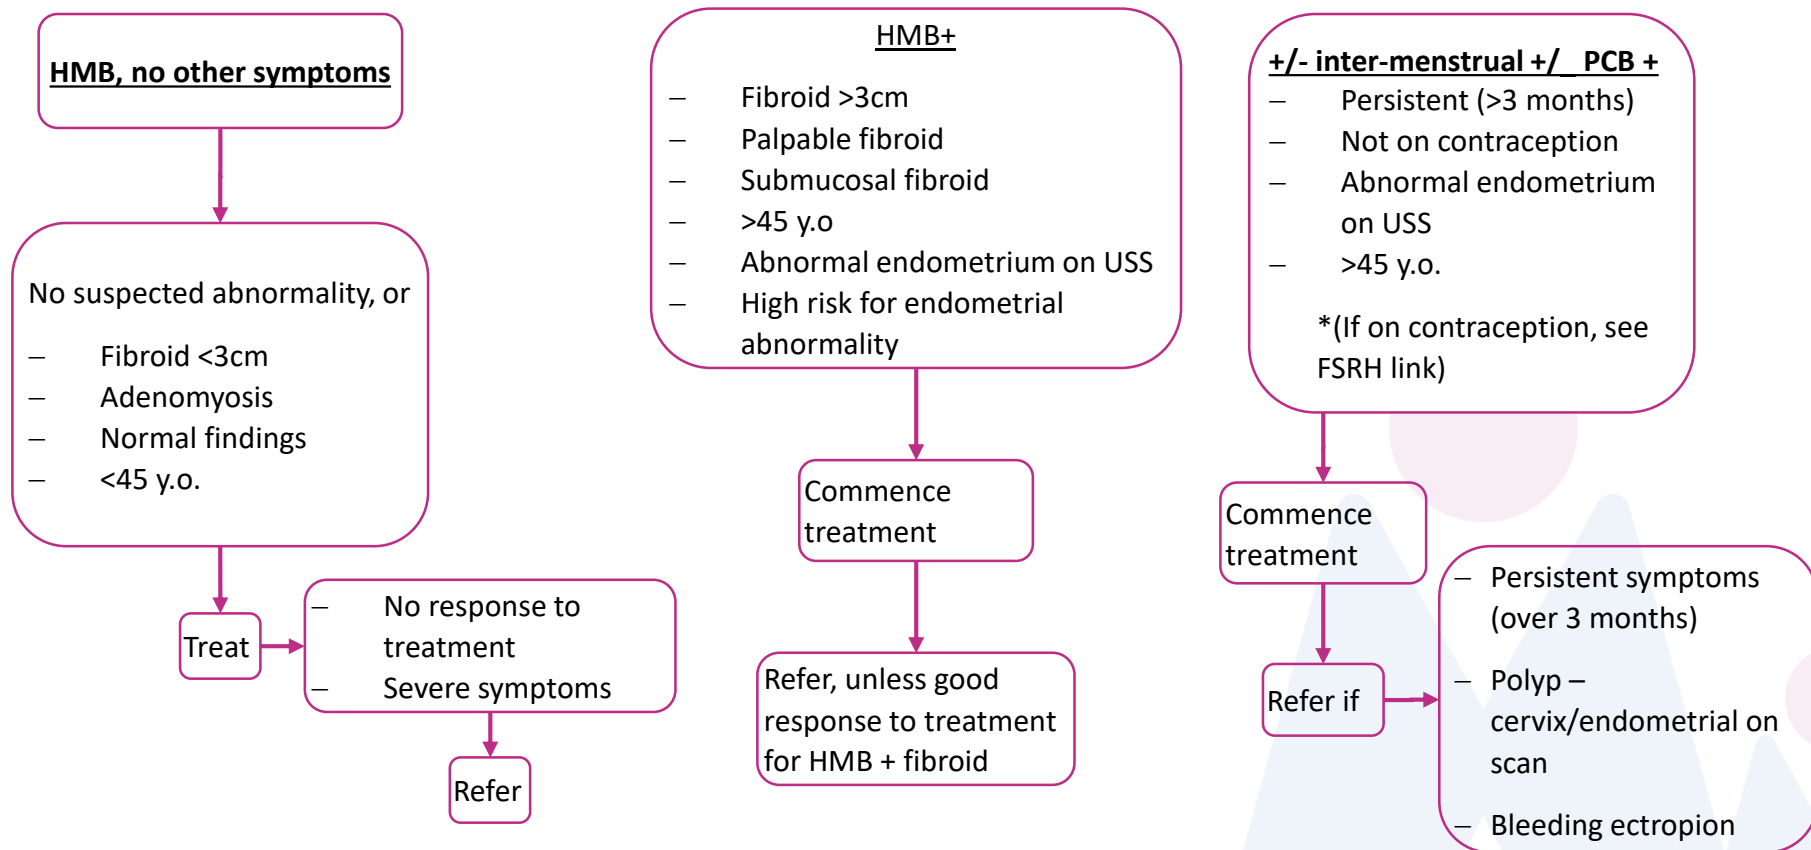 HMB, no other symptoms
No suspected abnormality, or
– Fibroid <3cm
– Adenomyosis
– Normal findings
– <45 y.o.
Treat
– No response to
treatment
– Severe symptoms
Refer
HMB+
– Fibroid >3cm
– Palpable fibroid
– Submucosal fibroid
– >45 y.o
– Abnormal endometrium on USS
– High risk for endometrial
abnormality
Commence
treatment
Refer, unless good
response to treatment
for HMB + fibroid
+/- inter-menstrual +/_ PCB +
– Persistent (>3 months)
– Not on contraception
– Abnormal endometrium
on USS
– >45 y.o.
*(If on contraception, see
FSRH link)
Commence
treatment
Refer if
– Persistent symptoms
(over 3 months)
– Polyp –
cervix/endometrial on
scan
– Bleeding ectropion